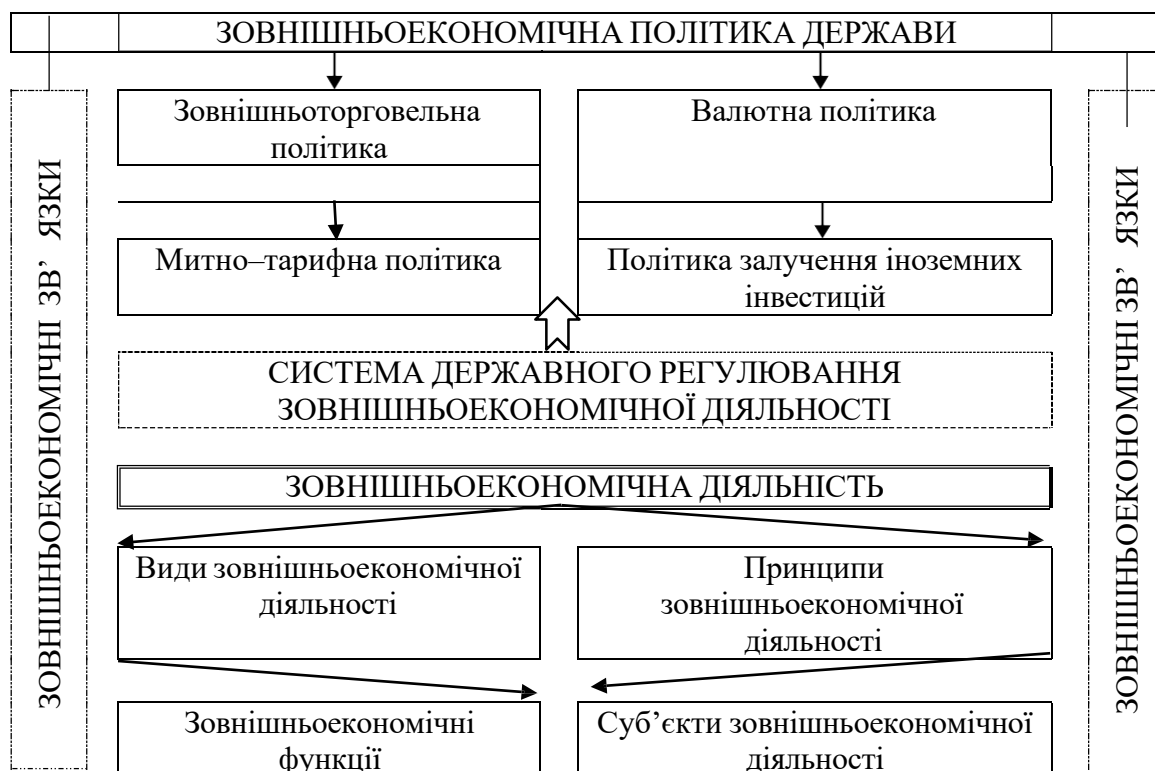 ЗОВНІШНЬОЕКОНОМІЧНА ПОЛІТИКА ДЕРЖАВИ
ЗОВНІШНЬОЕКОНОМІЧНІ ЗВ’ ЯЗКИ
Зовнішньоторговельна
політика
Валютна політика
Митно–тарифна політика
Політика залучення іноземних
інвестицій
СИСТЕМА ДЕРЖАВНОГО РЕГУЛЮВАННЯ
ЗОВНІШНЬОЕКОНОМІЧНОЇ ДІЯЛЬНОСТІ
ЗОВНІШНЬОЕКОНОМІЧНА ДІЯЛЬНІСТЬ
Види зовнішньоекономічної
діяльності
Принципи
зовнішньоекономічної
діяльності
Зовнішньоекономічні
функції
Суб’єкти зовнішньоекономічної
діяльності
ЗОВНІШНЬОЕКОНОМІЧНІ ЗВ’ ЯЗКИ